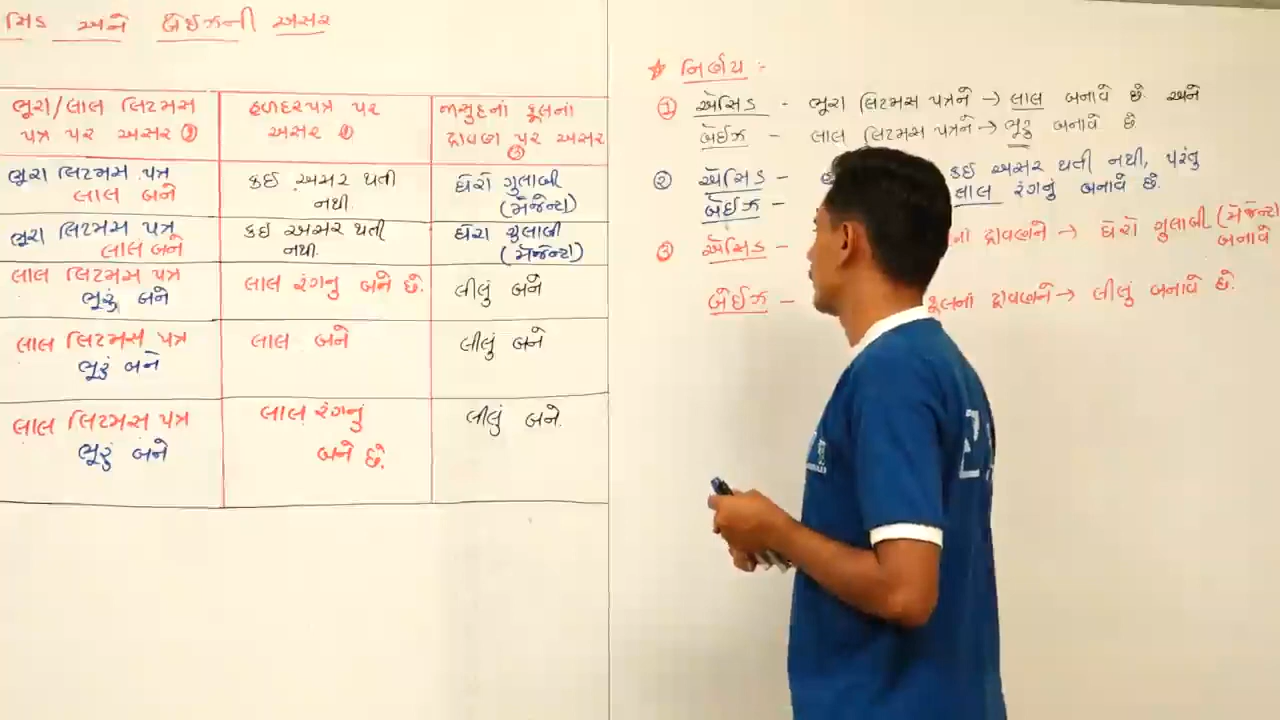 સિડ અને બેઈઝની અસર
ભૂરા/લાલ લિટમસ
પત્ર પર અસર ①
હળદરપત્ર પર
અસર ②
જાસુદનાં ફૂલનાં
દ્રાવણ પર અસર
③
ભૂરા લિટમસ પત્ર
લાલ બને
કઈ અસર થતી
નથી.
ઘેરો ગુલાબી
(મેજેન્ટા)
ભૂરા લિટમસ પત્ર
લાલ બને
કઇ અસર થતી
નથી.
ઘેરા ગુલાબી
(મેજેન્ટા)
લાલ લિટમસ પત્ર
ભૂરું બને
લાલ રંગનુ બને છે.
લીલું બને
લાલ લિટમસ પત્ર
ભૂરું બને
લાલ બને
લીલું બને
લાલ લિટમસ પત્ર
ભૂરું બને
લાલ રંગનું
બને છે.
લીલું બને.
★ નિર્ણય :-
① એસિડ - ભૂરા લિટમસ પત્રને → લાલ બનાવે છે અને
બેઈઝ - લાલ લિટમસ પત્રને → ભૂરુ બનાવે છે
② એસિડ - કઈ અસર થતી નથી, પરંતુ
બેઈઝ - લાલ રંગનુ બનાવે છે.
③ એસિડ - નાં દ્રાવણને → ઘેરો ગુલાબી (મેજેન્ટા)
બનાવે
બેઈઝ - ફૂલનાં દ્રાવણને → લીલું બનાવે છે.